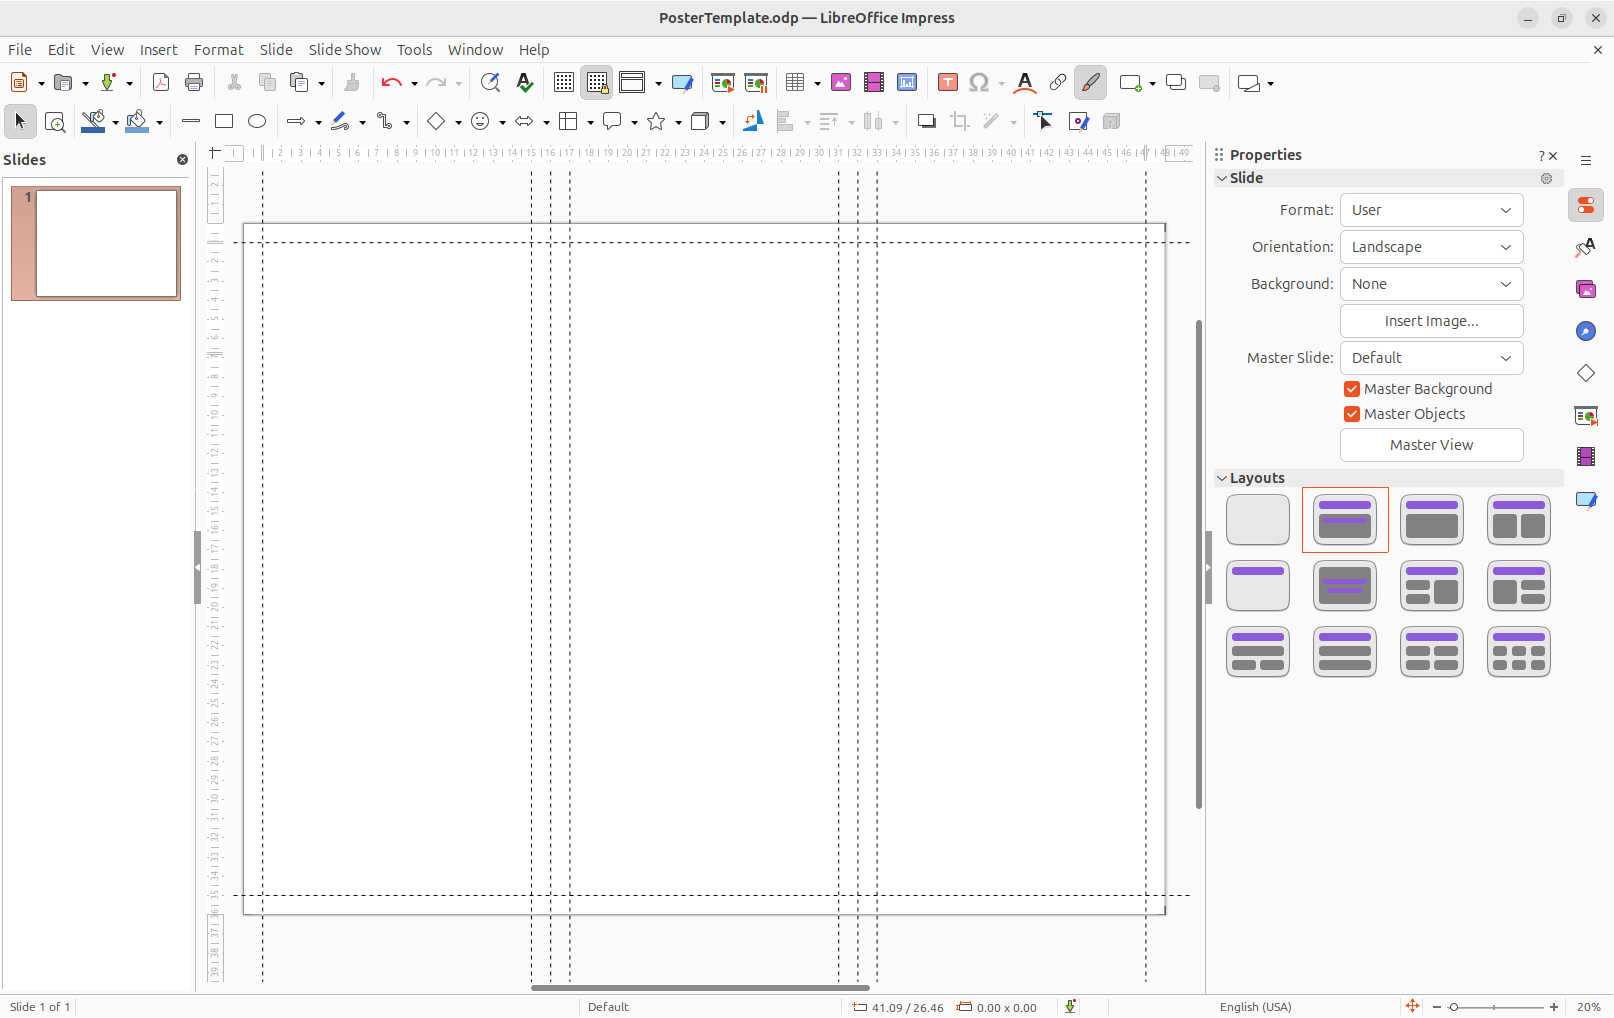 PosterTemplate.odp — LibreOffice Impress
File Edit View Insert Format Slide Slide Show Tools Window Help
Slides
1
Properties
Slide
Format: User
Orientation: Landscape
Background: None
Insert Image...
Master Slide: Default
Master Background
Master Objects
Master View
Layouts
Slide 1 of 1
Default
41.09 / 26.46
0.00 x 0.00
English (USA)
20%